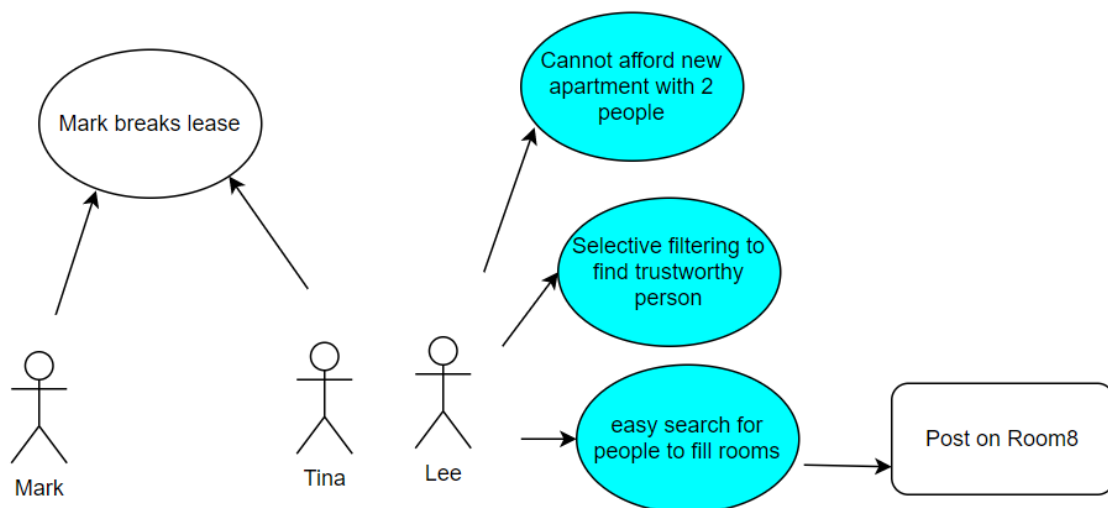 Mark breaks lease
Cannot afford new
apartment with 2
people
Selective filtering to
find trustworthy
person
easy search for
people to fill rooms
Post on Room8
Mark
Tina
Lee